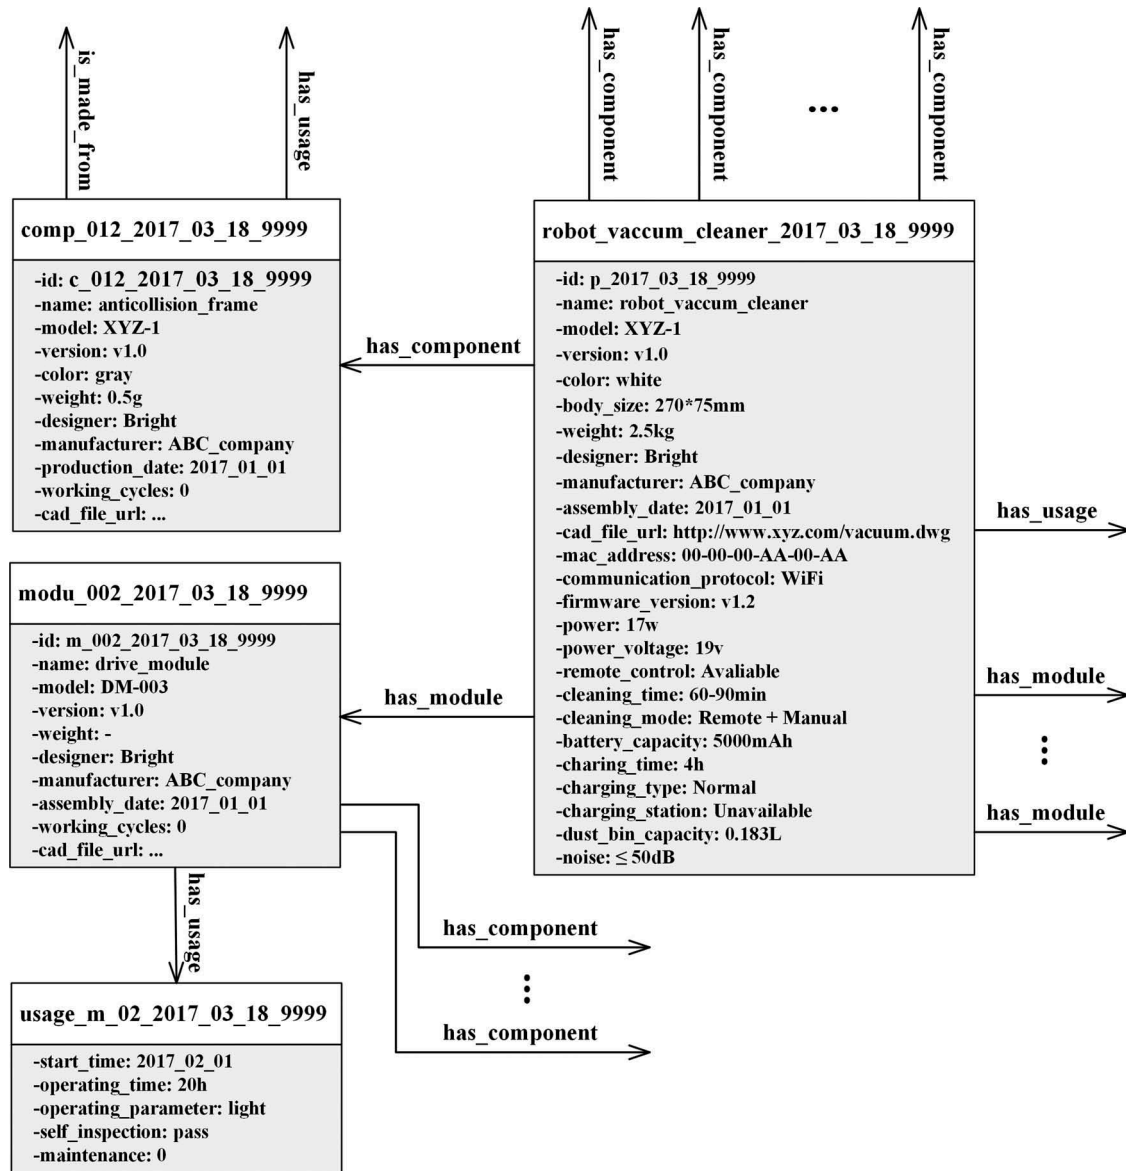 is_made_from
has_usage
has_component
has_component
...
has_component
comp_012_2017_03_18_9999
-id: c_012_2017_03_18_9999
-name: anticollision_frame
-model: XYZ-1
-version: v1.0
-color: gray
-weight: 0.5g
-designer: Bright
-manufacturer: ABC_company
-production_date: 2017_01_01
-working_cycles: 0
-cad_file_url: ...
has_component
robot_vaccum_cleaner_2017_03_18_9999
-id: p_2017_03_18_9999
-name: robot_vaccum_cleaner
-model: XYZ-1
-version: v1.0
-color: white
-body_size: 270*75mm
-weight: 2.5kg
-designer: Bright
-manufacturer: ABC_company
-assembly_date: 2017_01_01
-cad_file_url: http://www.xyz.com/vacuum.dwg
-mac_address: 00-00-00-AA-00-AA
-communication_protocol: WiFi
-firmware_version: v1.2
-power: 17w
-power_voltage: 19v
-remote_control: Avaliable
-cleaning_time: 60-90min
-cleaning_mode: Remote + Manual
-battery_capacity: 5000mAh
-charing_time: 4h
-charging_type: Normal
-charging_station: Unavailable
-dust_bin_capacity: 0.183L
-noise: ≤ 50dB
has_usage
has_module
...
has_module
has_module
modu_002_2017_03_18_9999
-id: m_002_2017_03_18_9999
-name: drive_module
-model: DM-003
-version: v1.0
-weight: -
-designer: Bright
-manufacturer: ABC_company
-assembly_date: 2017_01_01
-working_cycles: 0
-cad_file_url: ...
has_usage
has_component
...
has_component
usage_m_02_2017_03_18_9999
-start_time: 2017_02_01
-operating_time: 20h
-operating_parameter: light
-self_inspection: pass
-maintenance: 0